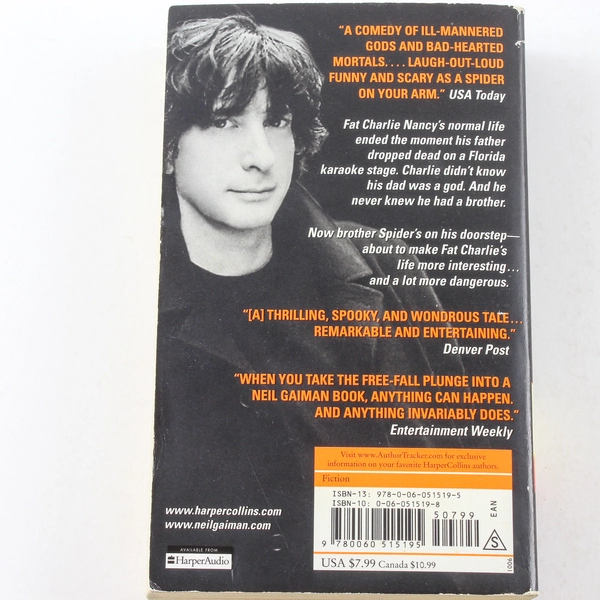 "A COMEDY OF ILL-MANNERED
GODS AND BAD-HEARTED
MORTALS.... LAUGH-OUT-LOUD
FUNNY AND SCARY AS A SPIDER
ON YOUR ARM." USA Today
Fat Charlie Nancy's normal life
ended the moment his father
dropped dead on a Florida
karaoke stage. Charlie didn't know
his dad was a god. And he
never knew he had a brother.
Now brother Spider's on his doorstep—
about to make Fat Charlie's
life more interesting...
and a lot more dangerous.
"[A] THRILLING, SPOOKY, AND WONDROUS TALE...
REMARKABLE AND ENTERTAINING."
Denver Post
"WHEN YOU TAKE THE FREE-FALL PLUNGE INTO A
NEIL GAIMAN BOOK, ANYTHING CAN HAPPEN.
AND ANYTHING INVARIABLY DOES."
Entertainment Weekly
Visit www.AuthorTracker.com for exclusive
information on your favorite HarperCollins authors.
Fiction
ISBN-13: 978-0-06-051519-5
ISBN-10: 0-06-051519-8
50799
EAN
S
9 780060 515195
USA $7.99 Canada $10.99
1006
www.harpercollins.com
www.neilgaiman.com
AVAILABLE FROM
HarperAudio